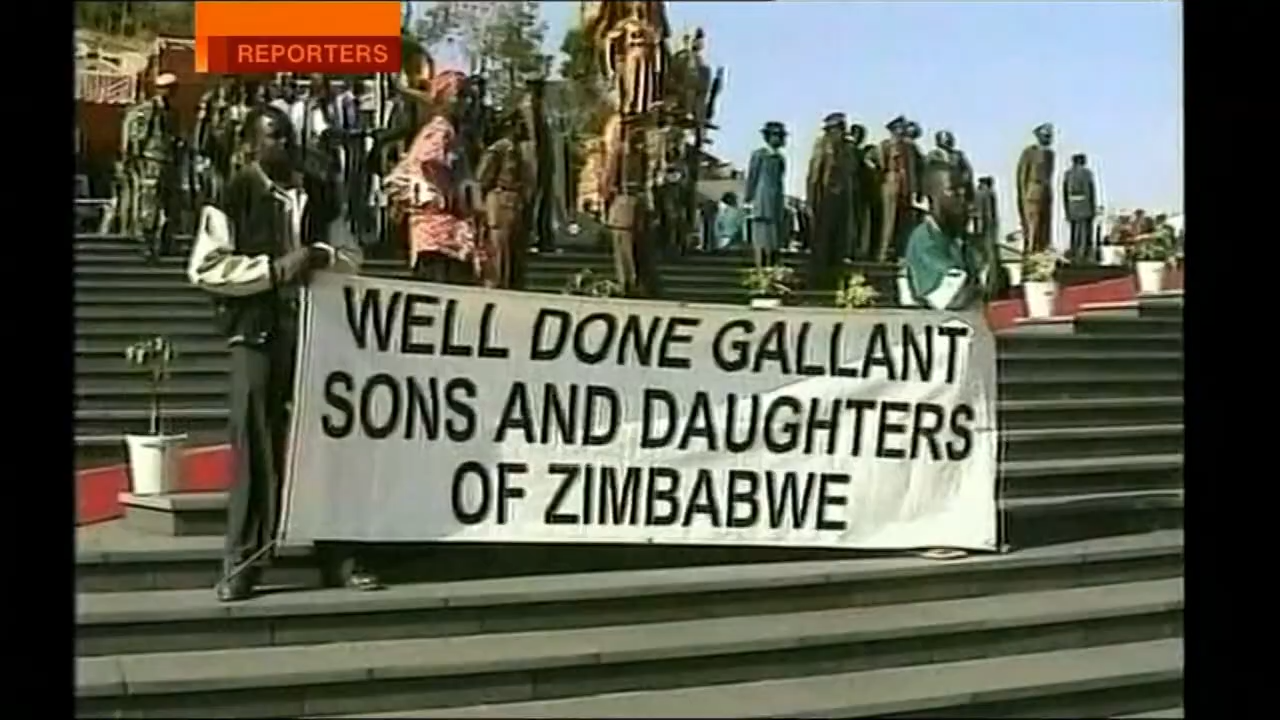 REPORTERS
WELL DONE GALLANT
SONS AND DAUGHTERS
OF ZIMBABWE